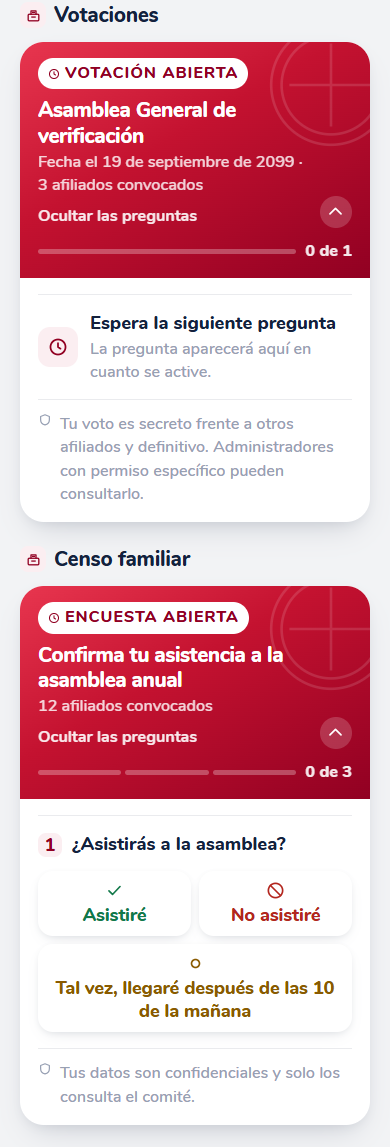 Votaciones
VOTACIÓN ABIERTA
Asamblea General de
verificación
Fecha el 19 de septiembre de 2099 ·
3 afiliados convocados
Ocultar las preguntas
0 de 1
Espera la siguiente pregunta
La pregunta aparecerá aquí en
cuanto se active.
Tu voto es secreto frente a otros
afiliados y definitivo. Administradores
con permiso específico pueden
consultarlo.
Censo familiar
ENCUESTA ABIERTA
Confirma tu asistencia a la
asamblea anual
12 afiliados convocados
Ocultar las preguntas
0 de 3
1 ¿Asistirás a la asamblea?
Asistiré
No asistiré
Tal vez, llegaré después de las 10
de la mañana
Tus datos son confidenciales y solo los
consulta el comité.